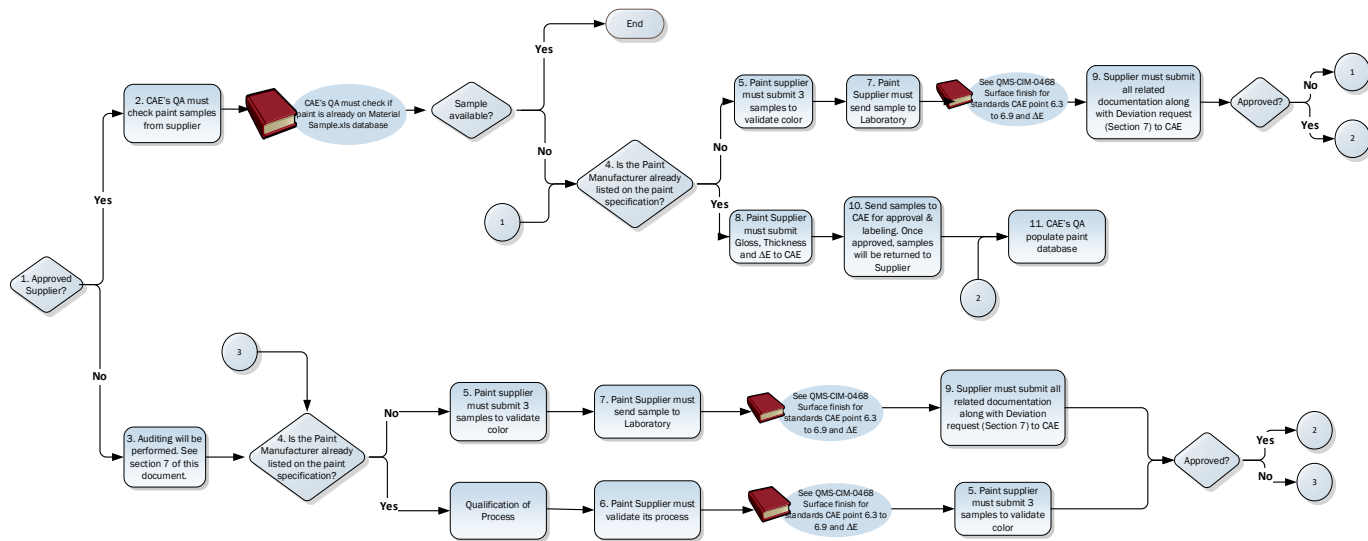 End
Yes
2. CAE's QA must
check paint samples
from supplier
CAE's QA must check if
paint is already on Material
Sample.xls database
Sample
available?
No
1
4. Is the Paint
Manufacturer already
listed on the paint
specification?
No
5. Paint supplier
must submit 3
samples to
validate color
7. Paint
Supplier must
send sample to
Laboratory
See QMS-CIM-0468
Surface finish for
standards CAE point 6.3
to 6.9 and ΔE
9. Supplier must submit
all related
documentation along
with Deviation request
(Section 7) to CAE
Approved?
No
1
Yes
2
Yes
8. Paint Supplier
must submit
Gloss, Thickness
and ΔE to CAE
10. Send samples to
CAE for approval &
labeling. Once
approved, samples
will be returned to
Supplier
2
11. CAE's QA
populate paint
database
Yes
1. Approved
Supplier?
No
3. Auditing will be
performed. See
section 7 of this
document.
3
4. Is the Paint
Manufacturer already
listed on the paint
specification?
No
5. Paint supplier
must submit 3
samples to validate
color
7. Paint Supplier must
send sample to
Laboratory
See QMS-CIM-0468
Surface finish for
standards CAE point 6.3
to 6.9 and ΔE
9. Supplier must submit all
related documentation
along with Deviation
request (Section 7) to CAE
Yes
Qualification of
Process
6. Paint Supplier must
validate its process
See QMS-CIM-0468
Surface finish for
standards CAE point 6.3 to
6.9 and ΔE
5. Paint supplier
must submit 3
samples to validate
color
Approved?
Yes
2
No
3